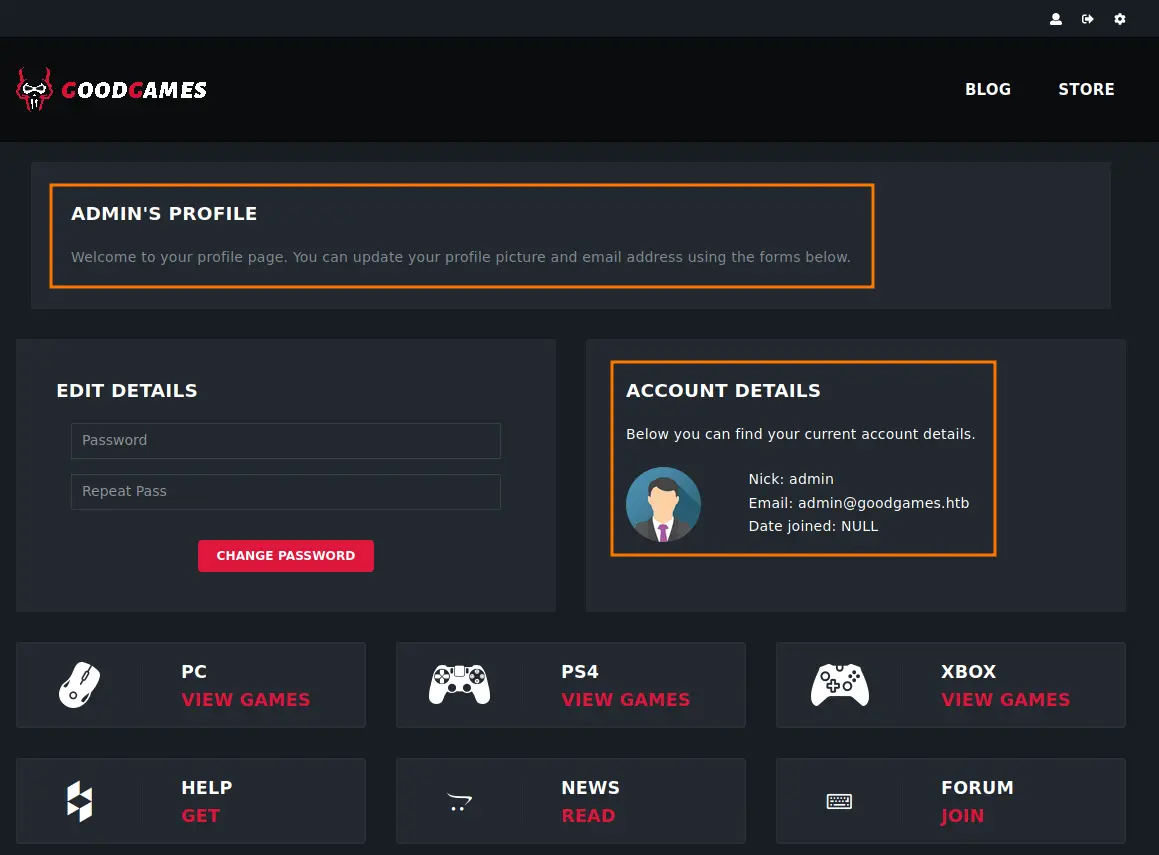 GOODGAMES
BLOG
STORE
ADMIN'S PROFILE
Welcome to your profile page. You can update your profile picture and email address using the forms below.
EDIT DETAILS
Password
Repeat Pass
CHANGE PASSWORD
ACCOUNT DETAILS
Below you can find your current account details.
Nick: admin
Email: admin@goodgames.htb
Date joined: NULL
PC
VIEW GAMES
PS4
VIEW GAMES
XBOX
VIEW GAMES
HELP
GET
NEWS
READ
FORUM
JOIN